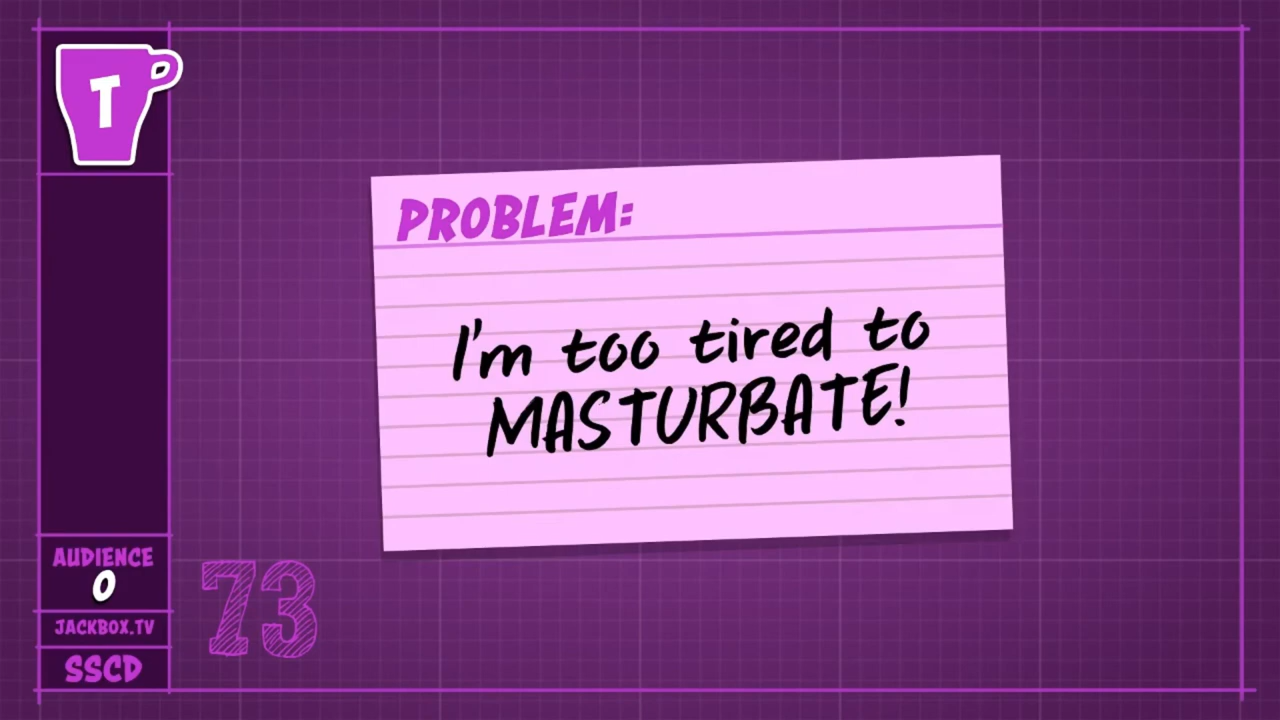 T
PROBLEM:
I'm too tired to
MASTURBATE!
AUDIENCE
0
JACKBOX.TV
SSCD
73